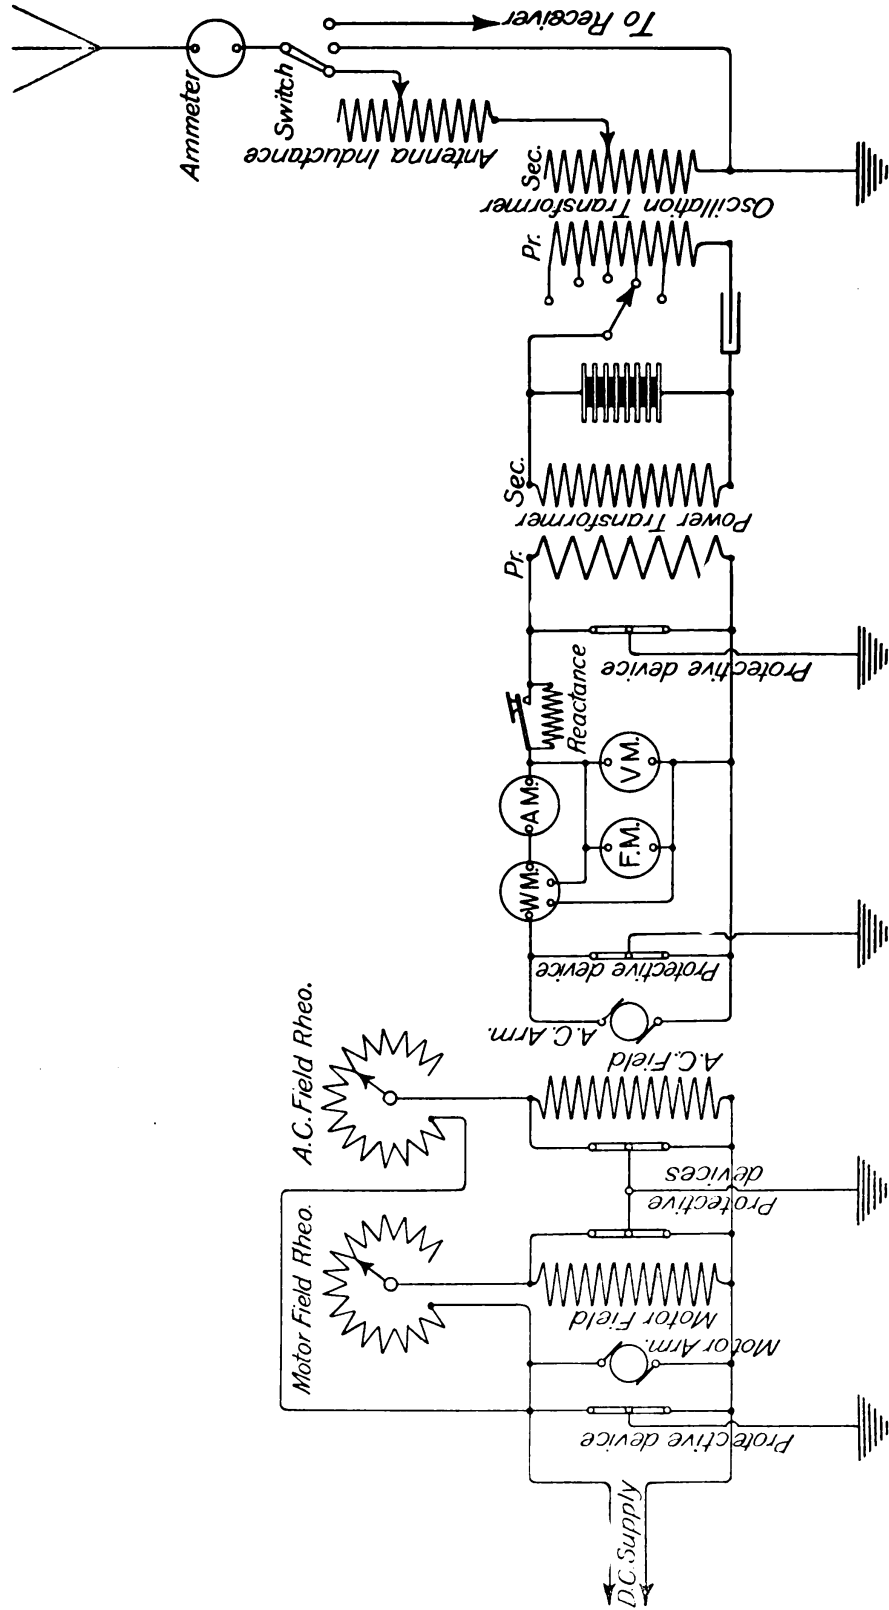 To Receiver
Ammeter
Switch
Antenna Inductance
Sec.
Oscillation Transformer
Pr.
Sec.
Power Transformer
Pr.
Protective device
Reactance
A.M.
V.M.
W.M.
F.M.
Protective device
A.C. Arm.
A.C. Field Rheo.
A.C. Field
Protective
devices
Motor Field Rheo.
Motor Field
Motor Arm.
Protective device
D.C. Supply